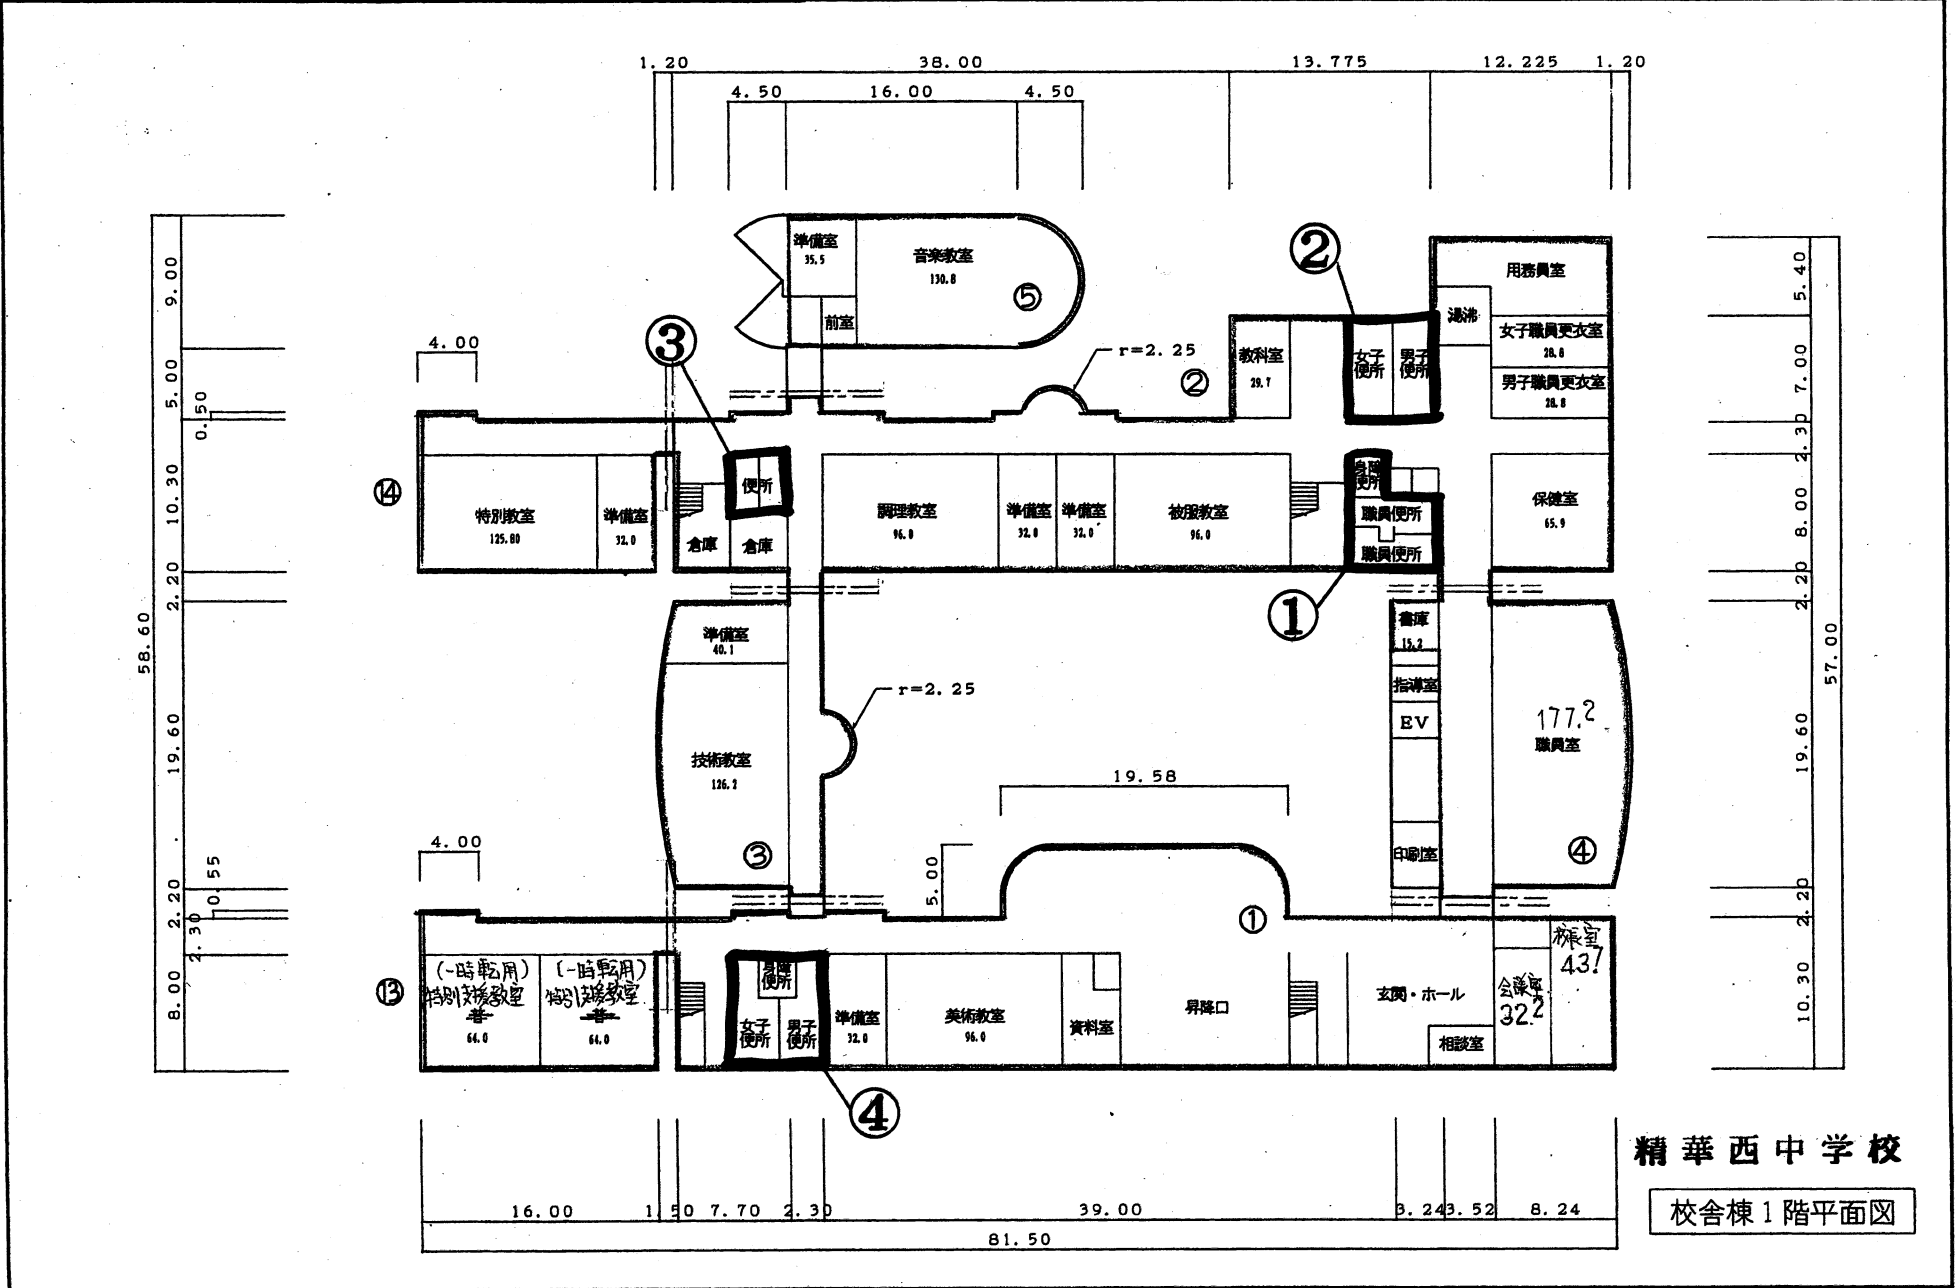 1.20
38.00
13.775
12.225
1.20
4.50
16.00
4.50
9.00
5.00
0.50
10.30
2.20
58.60
19.60
0.55
2.20
2.30
8.00
4.00
準備室
35.5
音楽教室
130.8
⑤
前室
③
②
用務員室
湯沸
女子職員更衣室
28.8
男子職員更衣室
28.8
教科室
29.7
女子
便所
男子
便所
r=2.25
②
5.40
7.00
2.30
8.00
2.20
57.00
19.60
2.20
10.30
⑭
特別教室
125.80
準備室
32.0
便所
倉庫
倉庫
調理教室
96.0
準備室
32.0
準備室
32.0
被服教室
96.0
身障
便所
職員便所
職員便所
保健室
65.9
①
準備室
40.1
技術教室
126.2
③
r=2.25
書庫
15.2
指導室
EV
印刷室
177.2
職員室
④
19.58
5.00
4.00
①
⑬
(一時転用)
特別支援教室
普
64.0
(一時転用)
特別支援教室
普
64.0
身障
便所
女子
便所
男子
便所
準備室
32.0
美術教室
96.0
資料室
昇降口
玄関・ホール
相談室
会議室
32.2
校長室
43.7
④
16.00
1.50
7.70
2.30
39.00
3.24
3.52
8.24
81.50
精華西中学校
校舎棟1階平面図